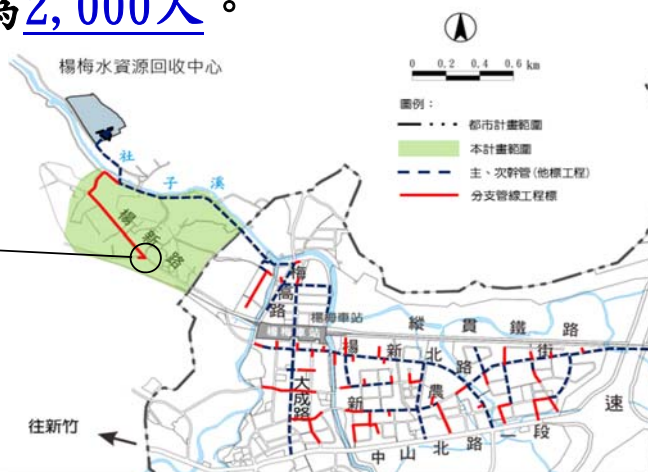 為2,000人。
楊梅水資源回收中心
0 0.2 0.4 0.6 km
圖例：
都市計畫範圍
本計畫範圍
主、次幹管(他標工程)
分支管線工程標
社子溪
楊新路
梅高路
楊梅車站
楊梅車站
縱貫鐵路
楊新北路
街
大成路
新農
速
中山北路一段
往新竹